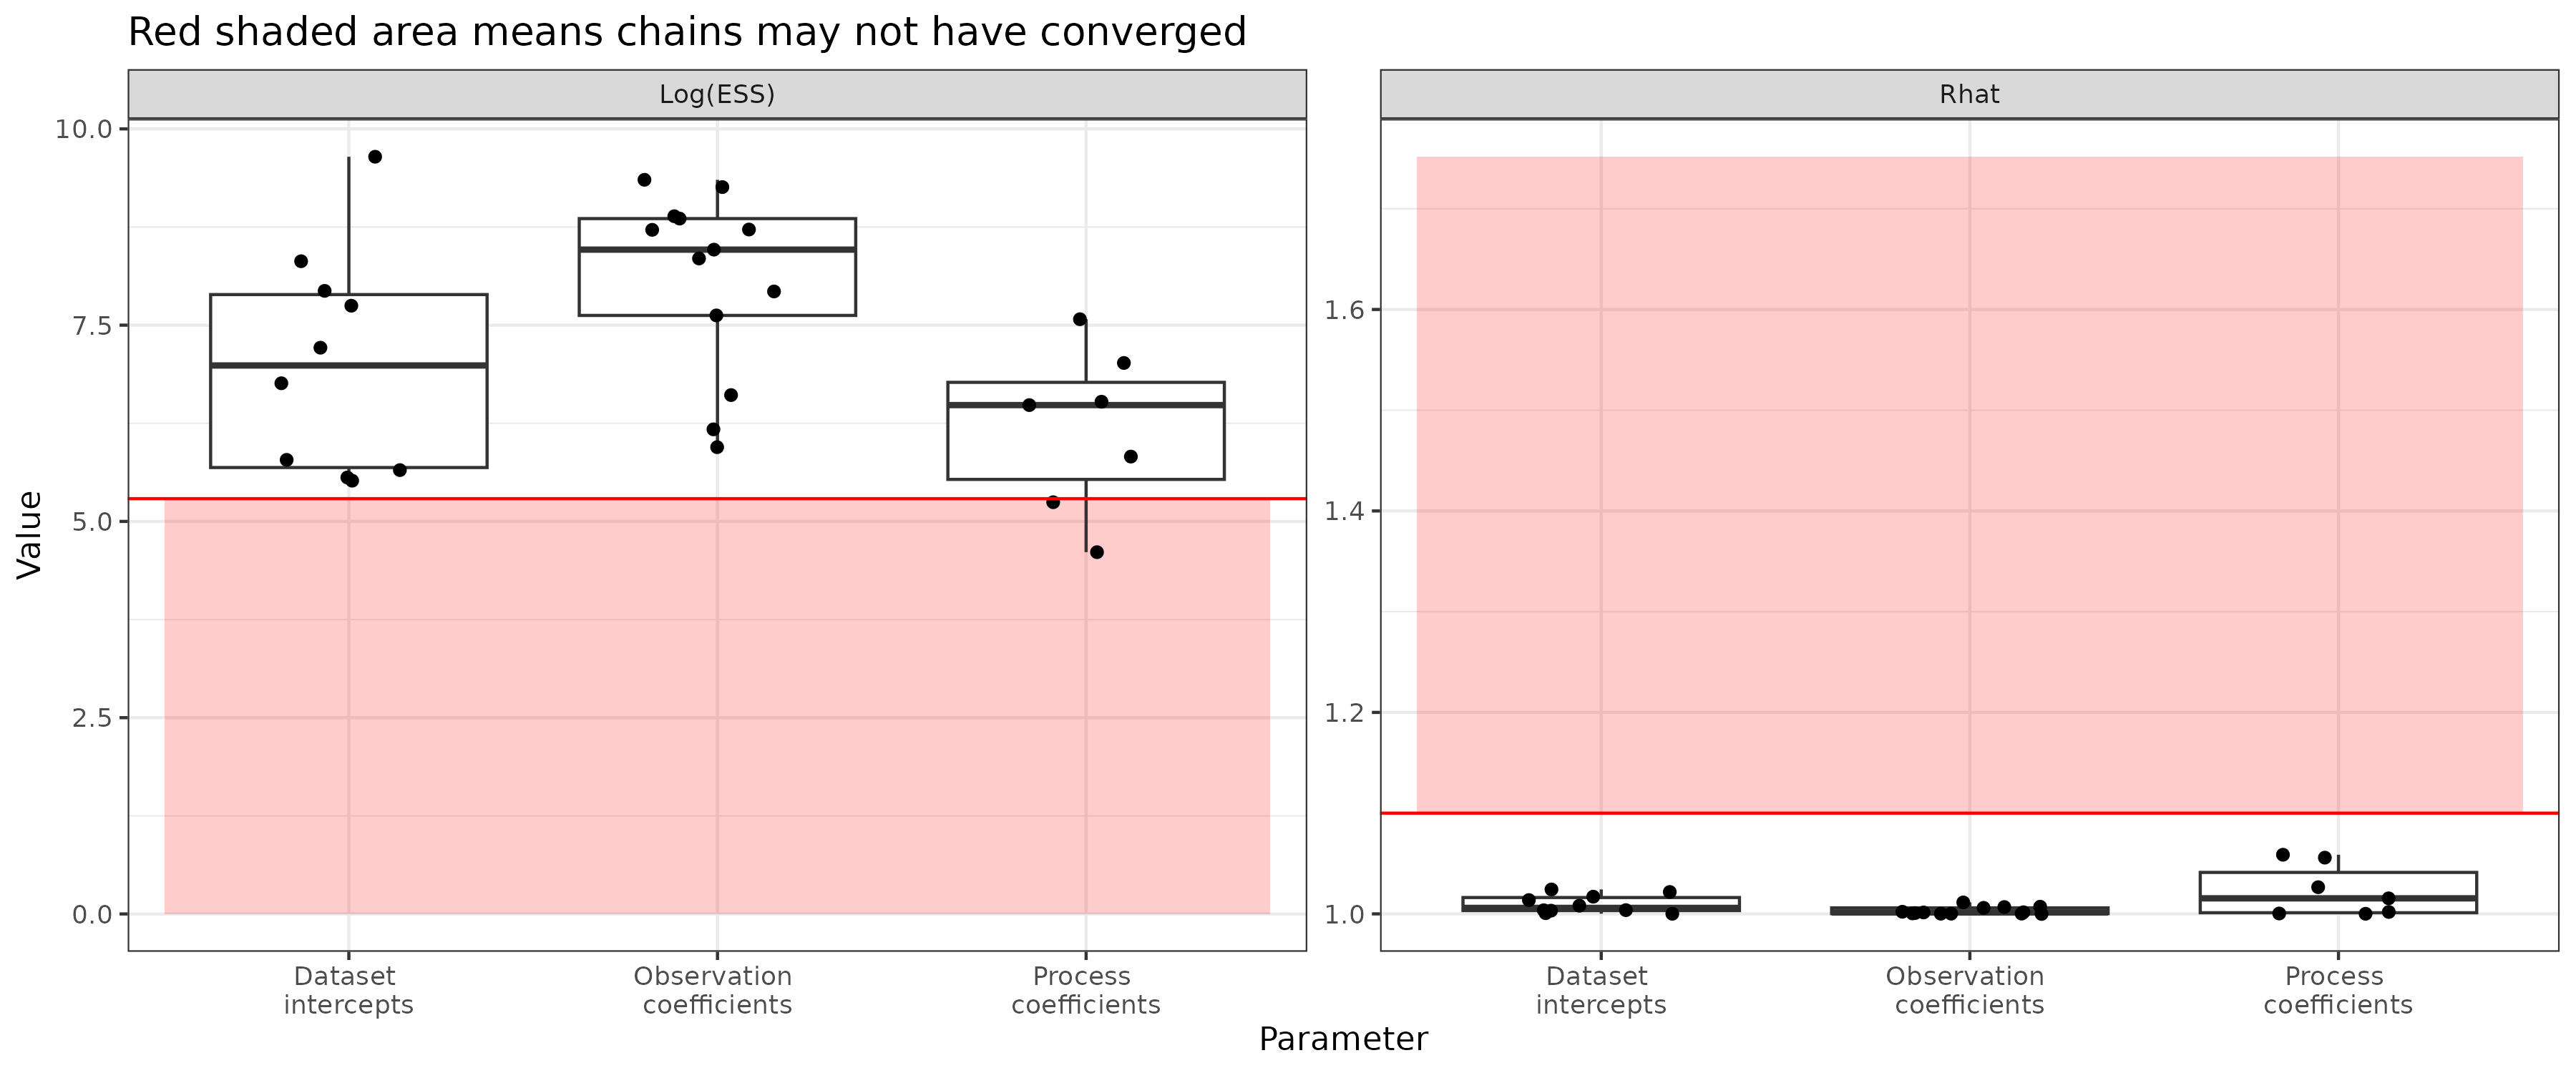 Red shaded area means chains may not have converged
Log(ESS)
Rhat
Value
10.0
7.5
5.0
2.5
0.0
1.6
1.4
1.2
1.0
Dataset
intercepts
Observation
coefficients
Process
coefficients
Dataset
intercepts
Observation
coefficients
Process
coefficients
Parameter